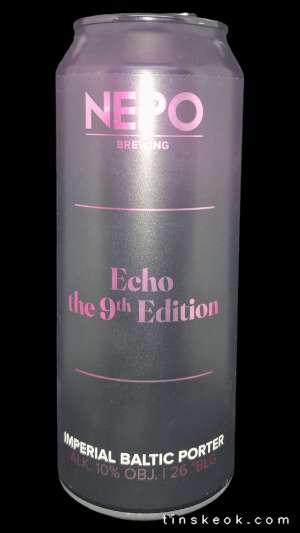 NEPO
BREWING
Echo
the 9th Edition
IMPERIAL BALTIC PORTER
ALK. 10% OBJ. | 26 °BLG
tinskeok.com